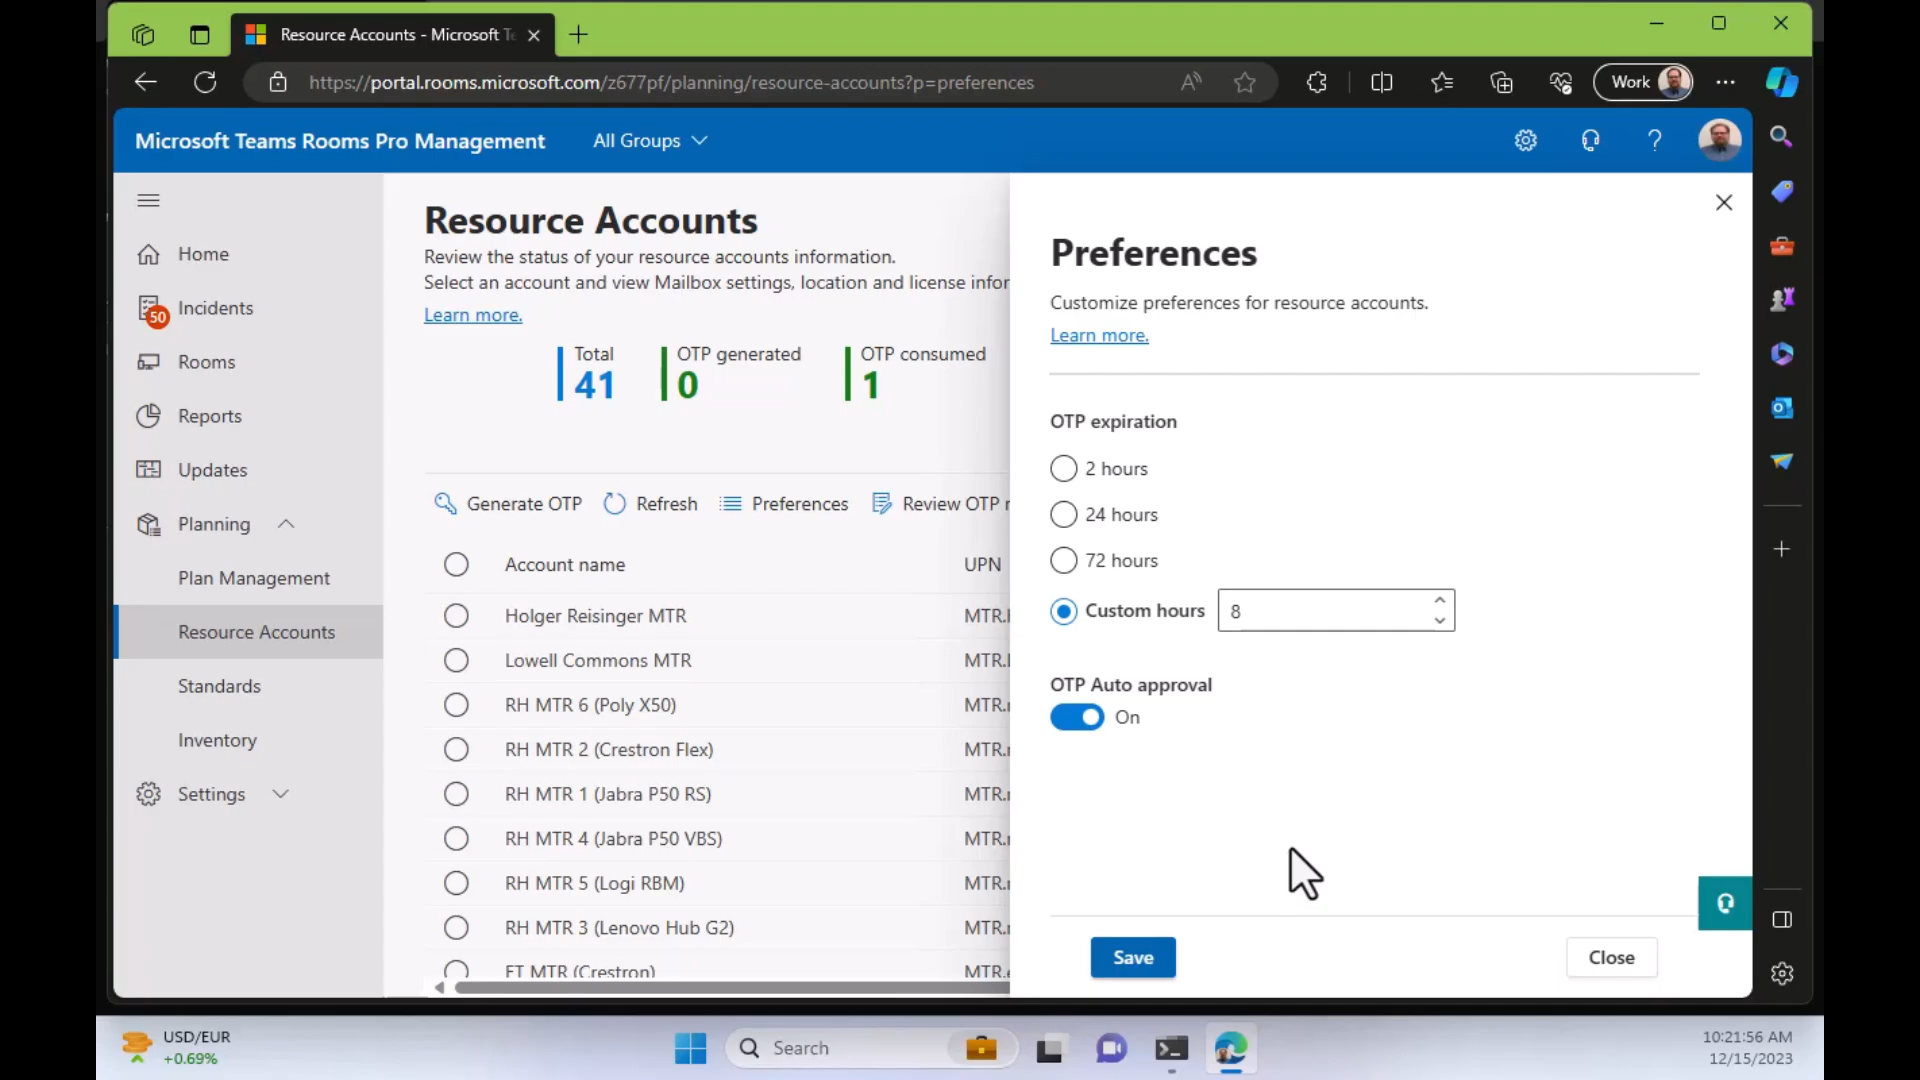 Resource Accounts - Microsoft Te
https://portal.rooms.microsoft.com/z677pf/planning/resource-accounts?p=preferences
Work
Microsoft Teams Rooms Pro Management
All Groups
Home
50
Incidents
Rooms
Reports
Updates
Planning
Plan Management
Resource Accounts
Standards
Inventory
Settings
Resource Accounts
Review the status of your resource accounts information.
Select an account and view Mailbox settings, location and license infor
Learn more.
Total
41
OTP generated
0
OTP consumed
1
Generate OTP
Refresh
Preferences
Review OTP r
Account name
UPN
Holger Reisinger MTR
MTR.
Lowell Commons MTR
MTR.
RH MTR 6 (Poly X50)
MTR.
RH MTR 2 (Crestron Flex)
MTR.
RH MTR 1 (Jabra P50 RS)
MTR.
RH MTR 4 (Jabra P50 VBS)
MTR.
RH MTR 5 (Logi RBM)
MTR.
RH MTR 3 (Lenovo Hub G2)
MTR.
FT MTR (Crestron)
MTR.
Preferences
Customize preferences for resource accounts.
Learn more.
OTP expiration
2 hours
24 hours
72 hours
Custom hours
8
OTP Auto approval
On
Save
Close
USD/EUR
+0.69%
Search
10:21:56 AM
12/15/2023